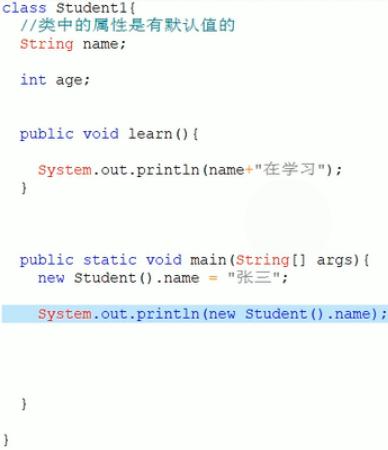 class Student1{
//类中的属性是有默认值的
String name;
int age;
public void learn(){
System.out.println(name+"在学习");
}
public static void main(String[] args){
new Student().name = "张三";
System.out.println(new Student().name);
}
}